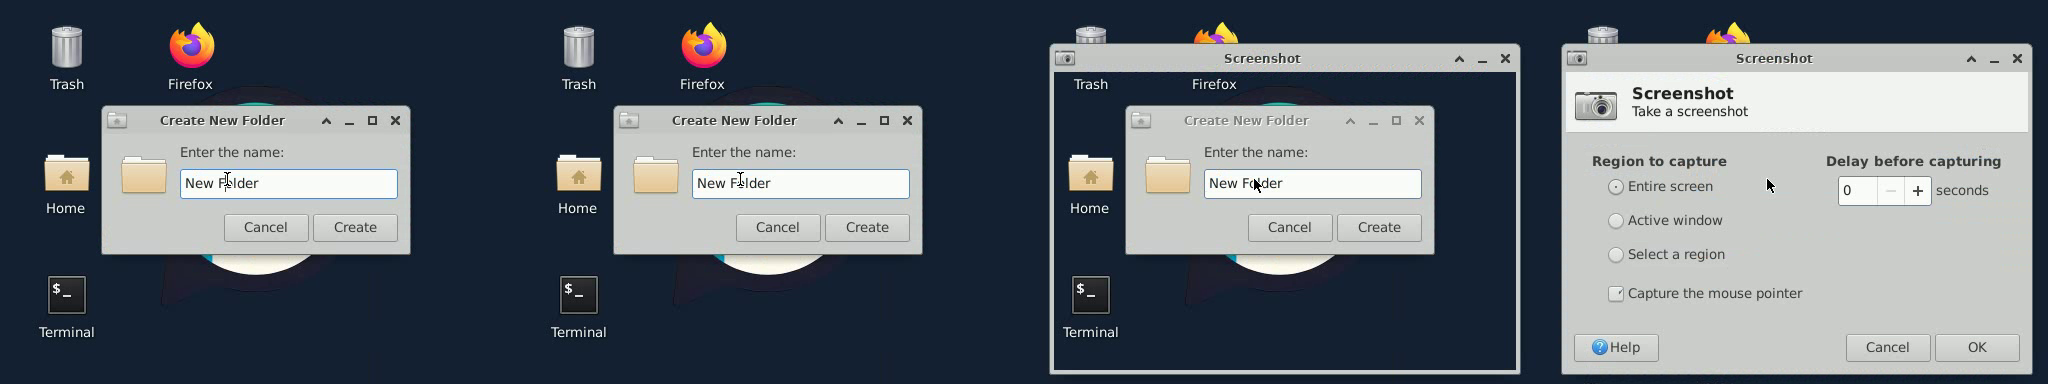 Trash
Firefox
Create New Folder
Enter the name:
New Folder
Cancel
Create
Home
$_
Terminal
Trash
Firefox
Create New Folder
Enter the name:
New Folder
Cancel
Create
Home
$_
Terminal
Screenshot
Trash
Firefox
Create New Folder
Enter the name:
New Folder
Cancel
Create
Home
$_
Terminal
Screenshot
Screenshot
Take a screenshot
Region to capture
Entire screen
Active window
Select a region
Capture the mouse pointer
Delay before capturing
0 − + seconds
?Help
Cancel
OK